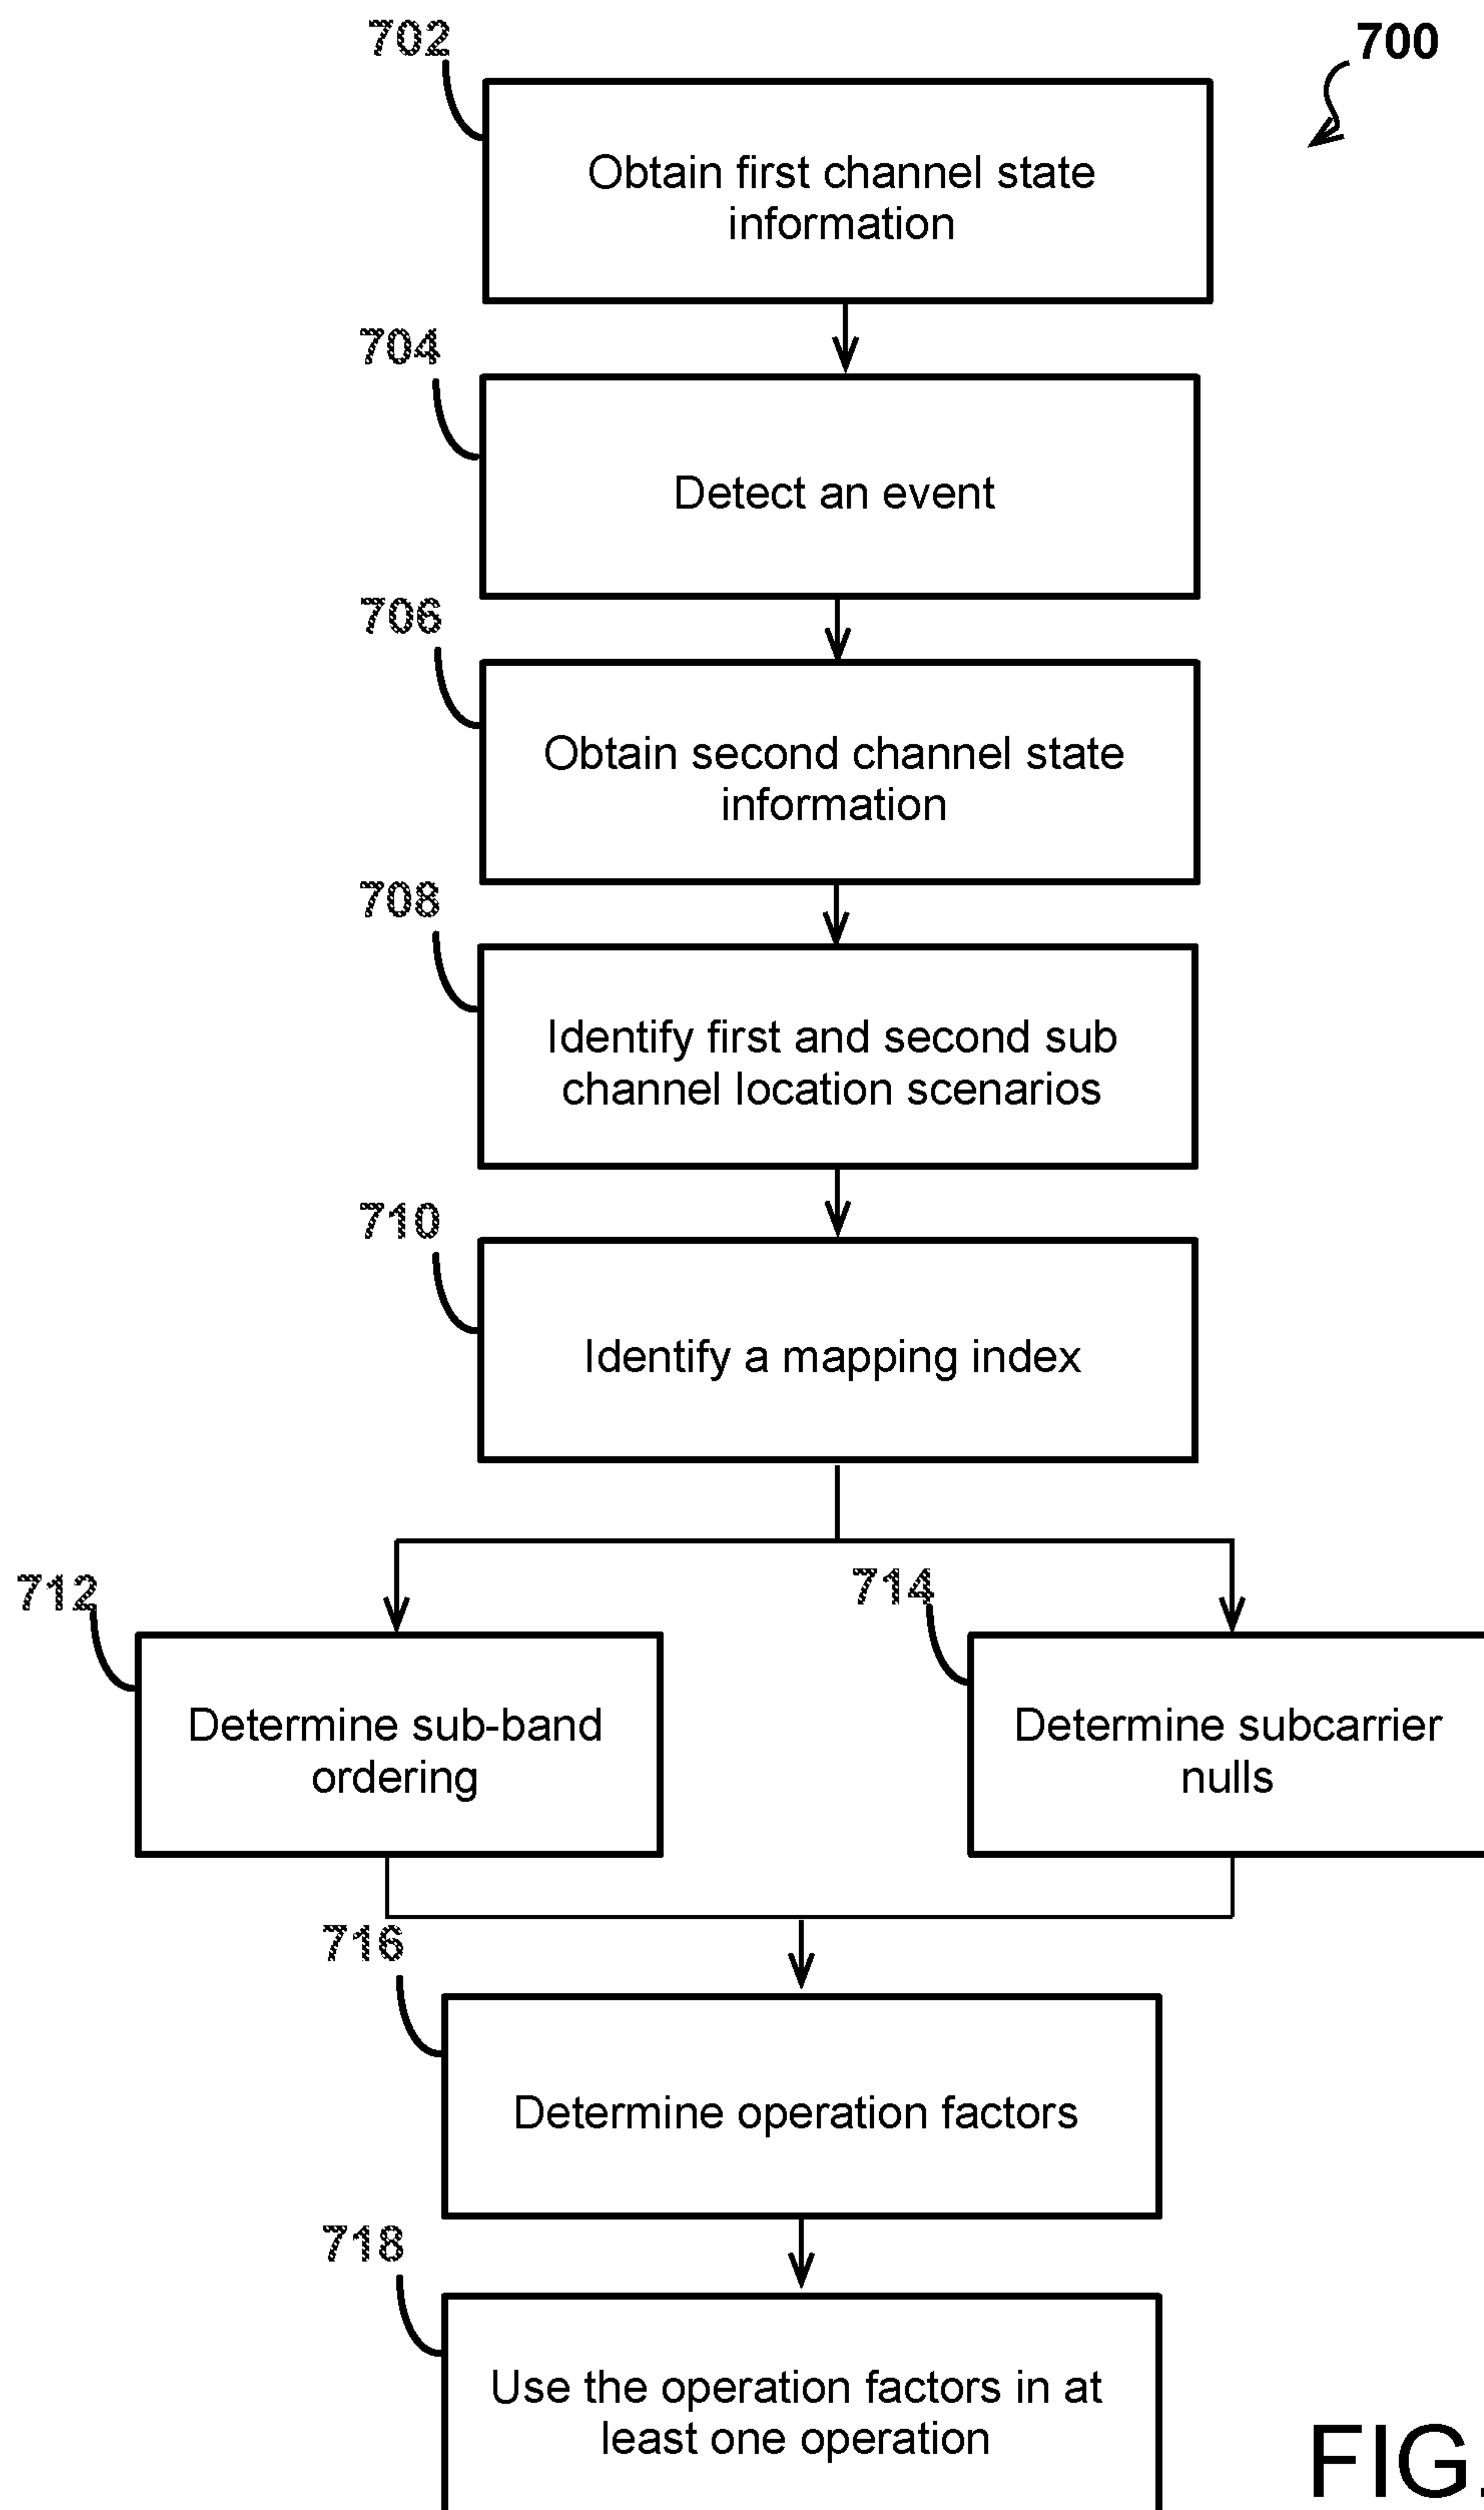 702
700
Obtain first channel state
information
704
Detect an event
706
Obtain second channel state
information
708
Identify first and second sub
channel location scenarios
710
Identify a mapping index
712
714
Determine sub-band
ordering
Determine subcarrier
nulls
716
Determine operation factors
718
Use the operation factors in at
least one operation
FIG.